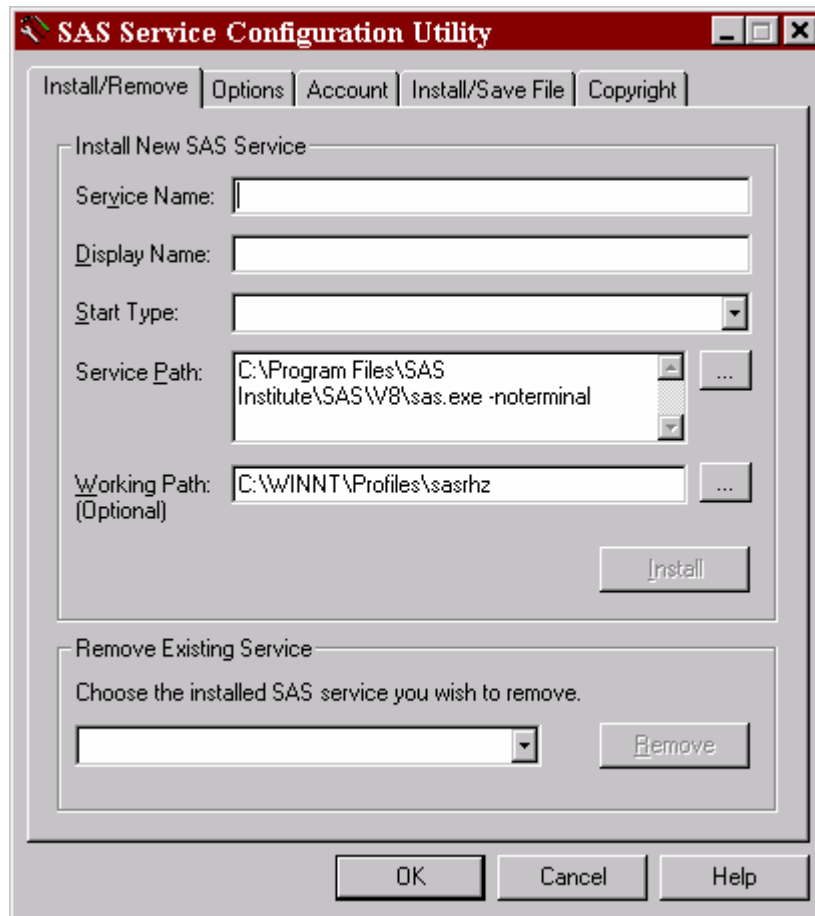 SAS Service Configuration Utility
Install/Remove Options Account Install/Save File Copyright
Install New SAS Service
Service Name:
Display Name:
Start Type:
Service Path: C:\Program Files\SAS
Institute\SAS\V8\sas.exe -noterminal
...
Working Path: C:\WINNT\Profiles\sasrhz ...
(Optional)
Install
Remove Existing Service
Choose the installed SAS service you wish to remove.
Remove
OK Cancel Help